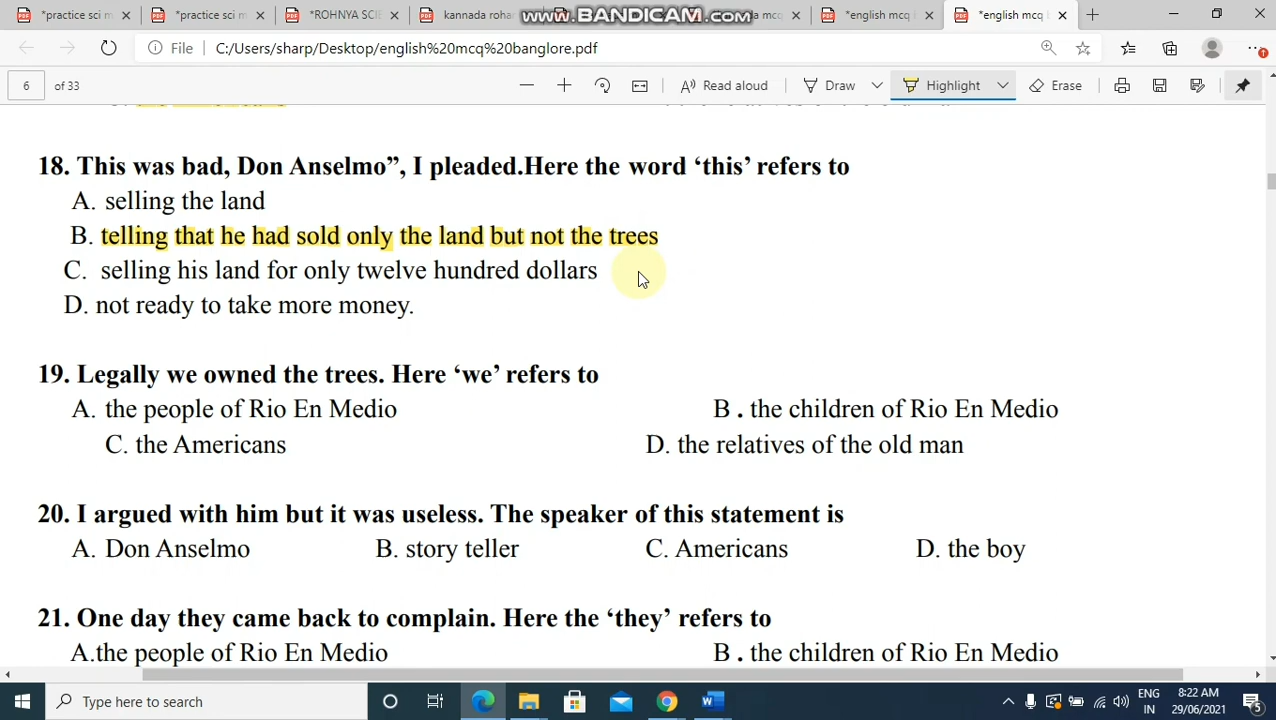 *practice sci m
*practice sci m
*ROHNYA SCIE
kannada roha
www.BANDICAM.com
a mcc
*english mcq b
*english mcq b
File
C:/Users/sharp/Desktop/english%20mcq%20banglore.pdf
6 of 33
Read aloud
Draw
Highlight
Erase
18. This was bad, Don Anselmo”, I pleaded.Here the word ‘this’ refers to
A. selling the land
B. telling that he had sold only the land but not the trees
C. selling his land for only twelve hundred dollars
D. not ready to take more money.
19. Legally we owned the trees. Here ‘we’ refers to
A. the people of Rio En Medio B . the children of Rio En Medio
C. the Americans D. the relatives of the old man
20. I argued with him but it was useless. The speaker of this statement is
A. Don Anselmo B. story teller C. Americans D. the boy
21. One day they came back to complain. Here the ‘they’ refers to
A.the people of Rio En Medio B . the children of Rio En Medio
Type here to search
ENG
IN
8:22 AM
29/06/2021
5